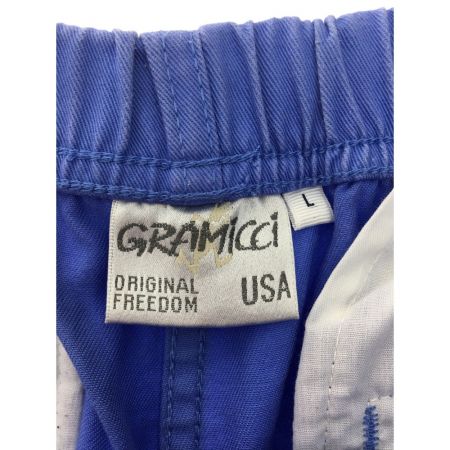 GRAMICCI
L
ORIGINAL
FREEDOM
USA